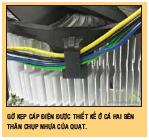 GỜ KẸP CÁP ĐIỆN ĐƯỢC THIẾT KẾ Ở CẢ HAI BÊN
THÂN CHỤP NHỰA CỦA QUẠT.